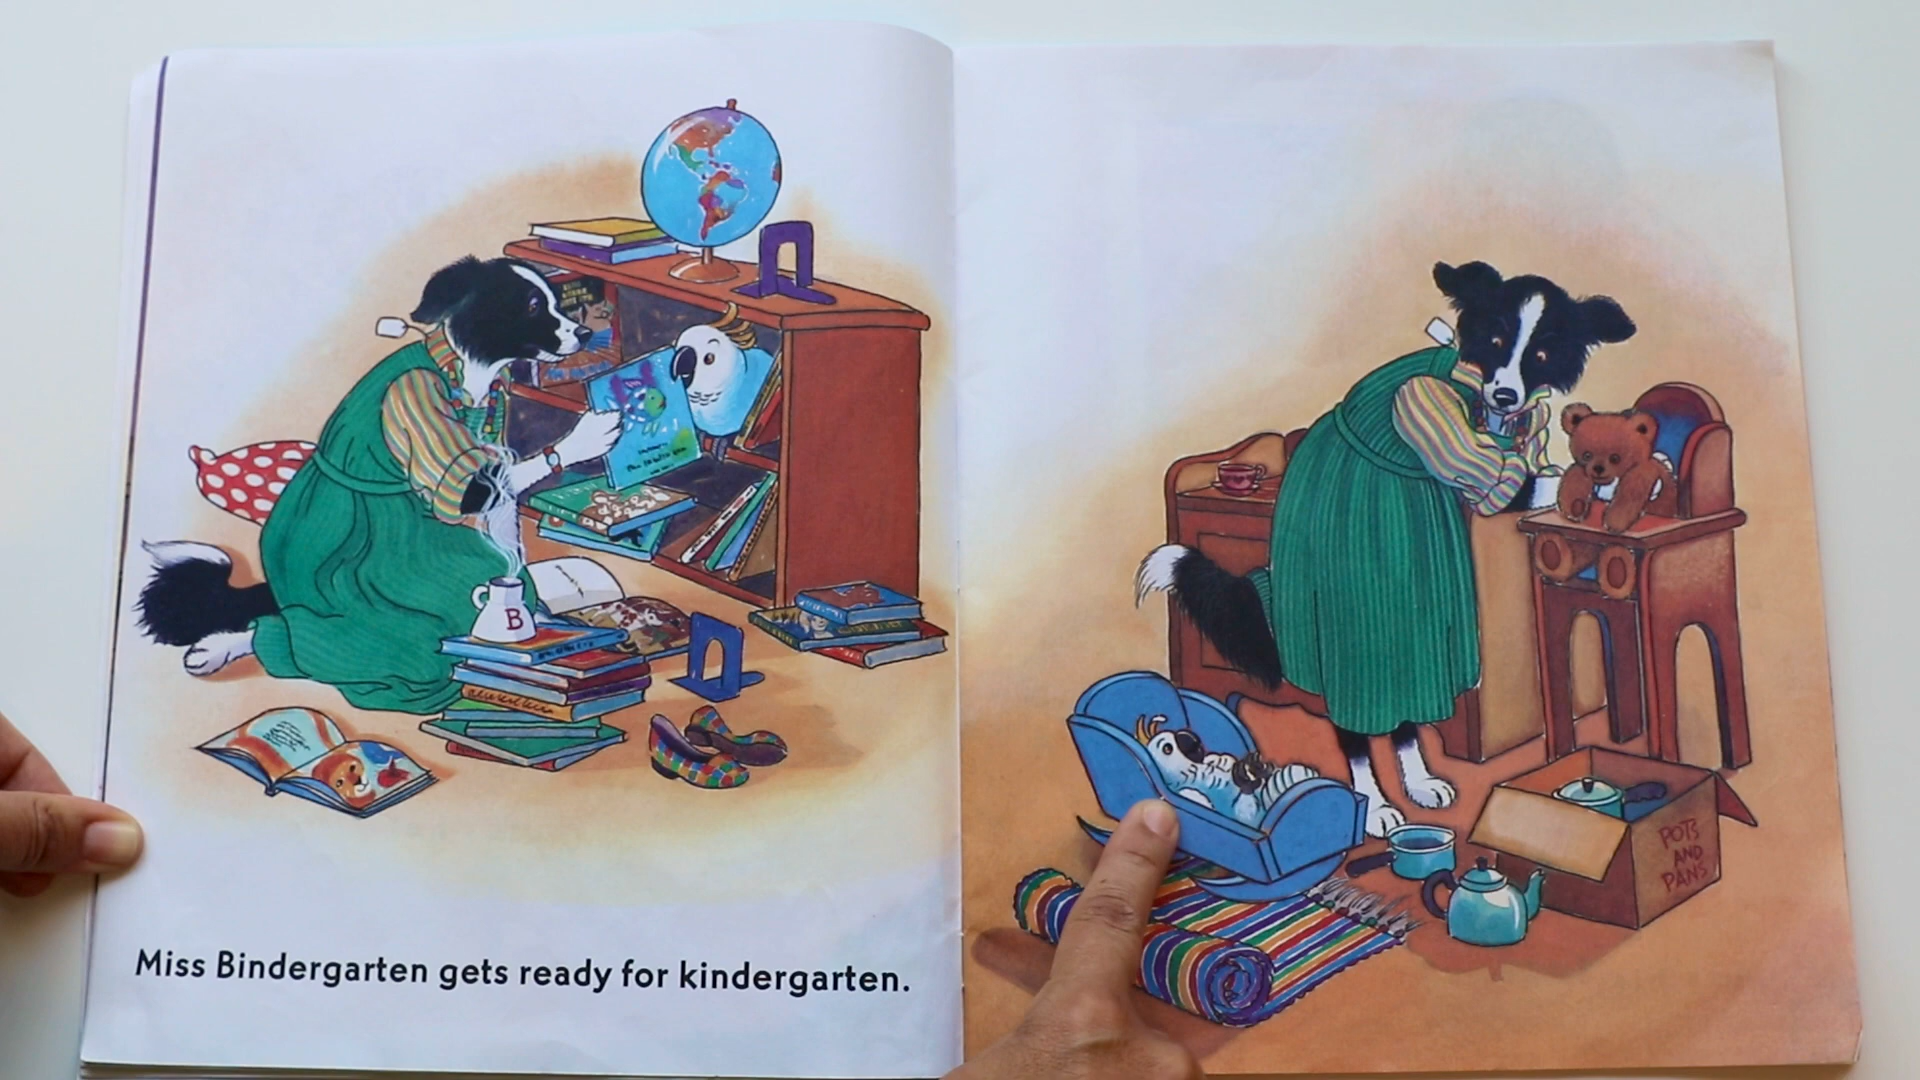 B
POTS
AND
PANS
Miss Bindergarten gets ready for kindergarten.